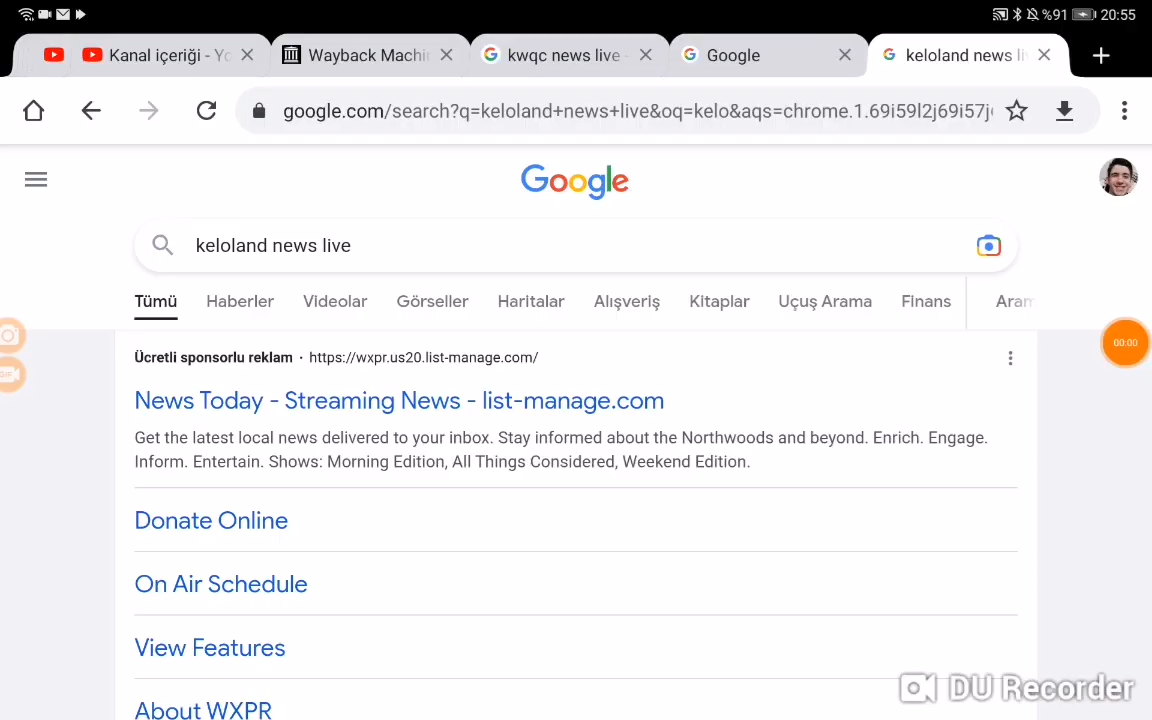 %91 20:55
Kanal içeriği - Yo
Wayback Machin
kwqc news live -
Google
keloland news li
google.com/search?q=keloland+news+live&oq=kelo&aqs=chrome.1.69i59l2j69i57j
Google
keloland news live
Tümü Haberler Videolar Görseller Haritalar Alışveriş Kitaplar Uçuş Arama Finans Aram
Ücretli sponsorlu reklam · https://wxpr.us20.list-manage.com/
00:00
GIF
News Today - Streaming News - list-manage.com
Get the latest local news delivered to your inbox. Stay informed about the Northwoods and beyond. Enrich. Engage.
Inform. Entertain. Shows: Morning Edition, All Things Considered, Weekend Edition.
Donate Online
On Air Schedule
View Features
DU Recorder
About WXPR